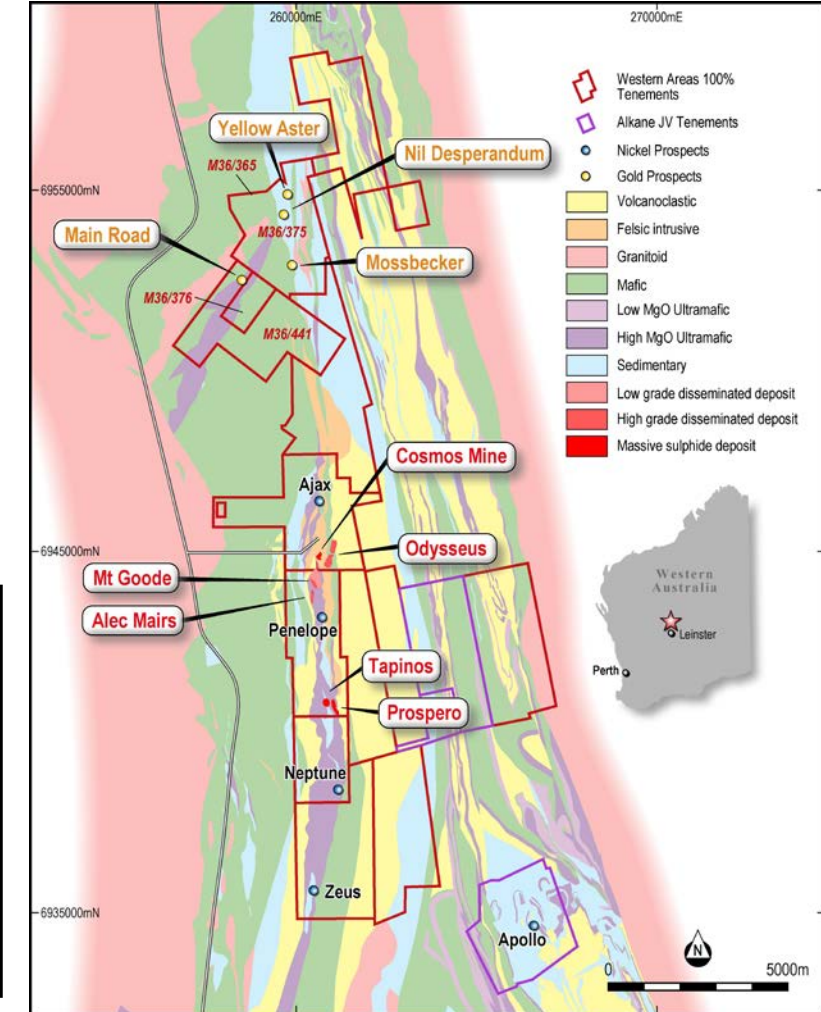 260000mE
270000mE
Western Areas 100%
Tenements
Alkane JV Tenements
Nickel Prospects
Gold Prospects
Volcanoclastic
Felsic intrusive
Granitoid
Mafic
Low MgO Ultramafic
High MgO Ultramafic
Sedimentary
Low grade disseminated deposit
High grade disseminated deposit
Massive sulphide deposit
Yellow Aster
Nil Desperandum
M36/365
6955000mN
M36/375
Main Road
Mossbecker
M36/376
M36/441
Cosmos Mine
Ajax
6945000mN
Odysseus
Mt Goode
Alec Mairs
Penelope
Tapinos
Prospero
Neptune
Zeus
6935000mN
Apollo
Western
Australia
Leinster
Perth
N
0
5000m